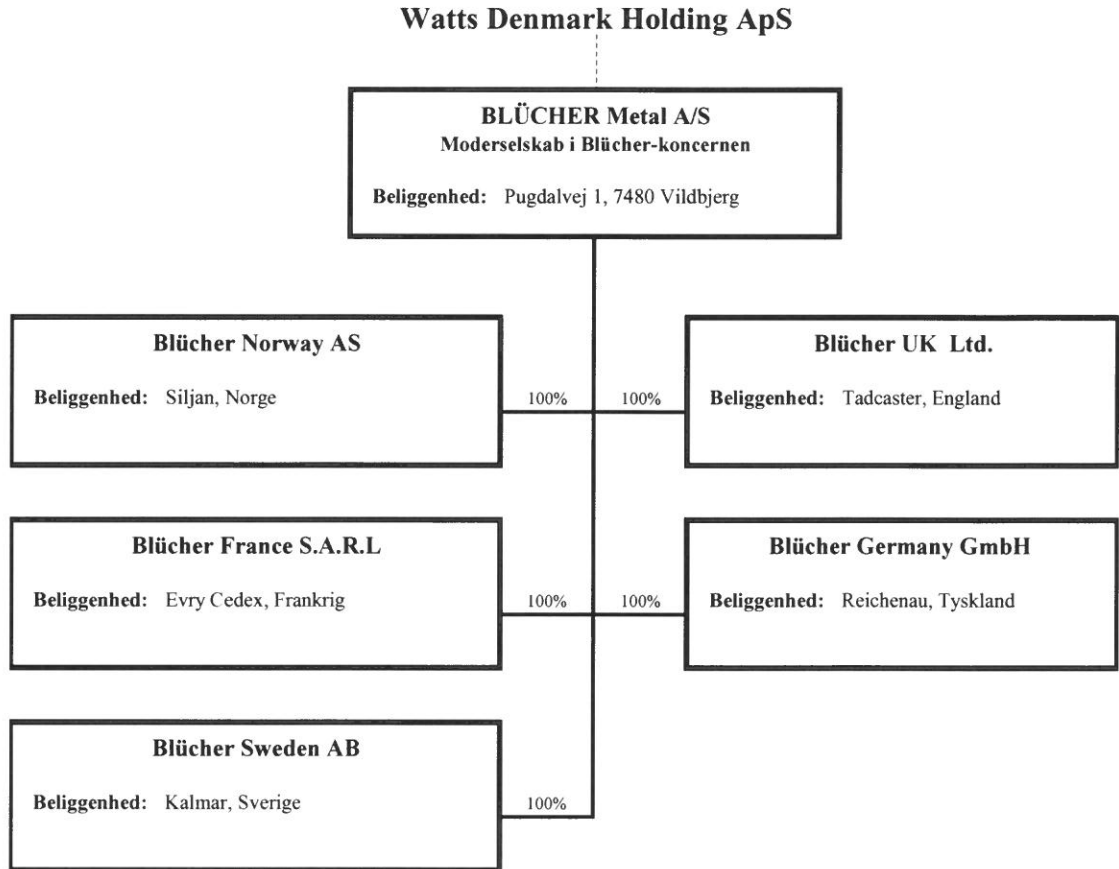 Watts Denmark Holding ApS
BLÜCHER Metal A/S
Moderselskab i Blücher-koncernen
Beliggenhed: Pugdalvej 1, 7480 Vildbjerg
Blücher Norway AS
Beliggenhed: Siljan, Norge
100%
100%
Blücher UK Ltd.
Beliggenhed: Tadcaster, England
Blücher France S.A.R.L
Beliggenhed: Evry Cedex, Frankrig
100%
100%
Blücher Germany GmbH
Beliggenhed: Reichenau, Tyskland
Blücher Sweden AB
Beliggenhed: Kalmar, Sverige
100%